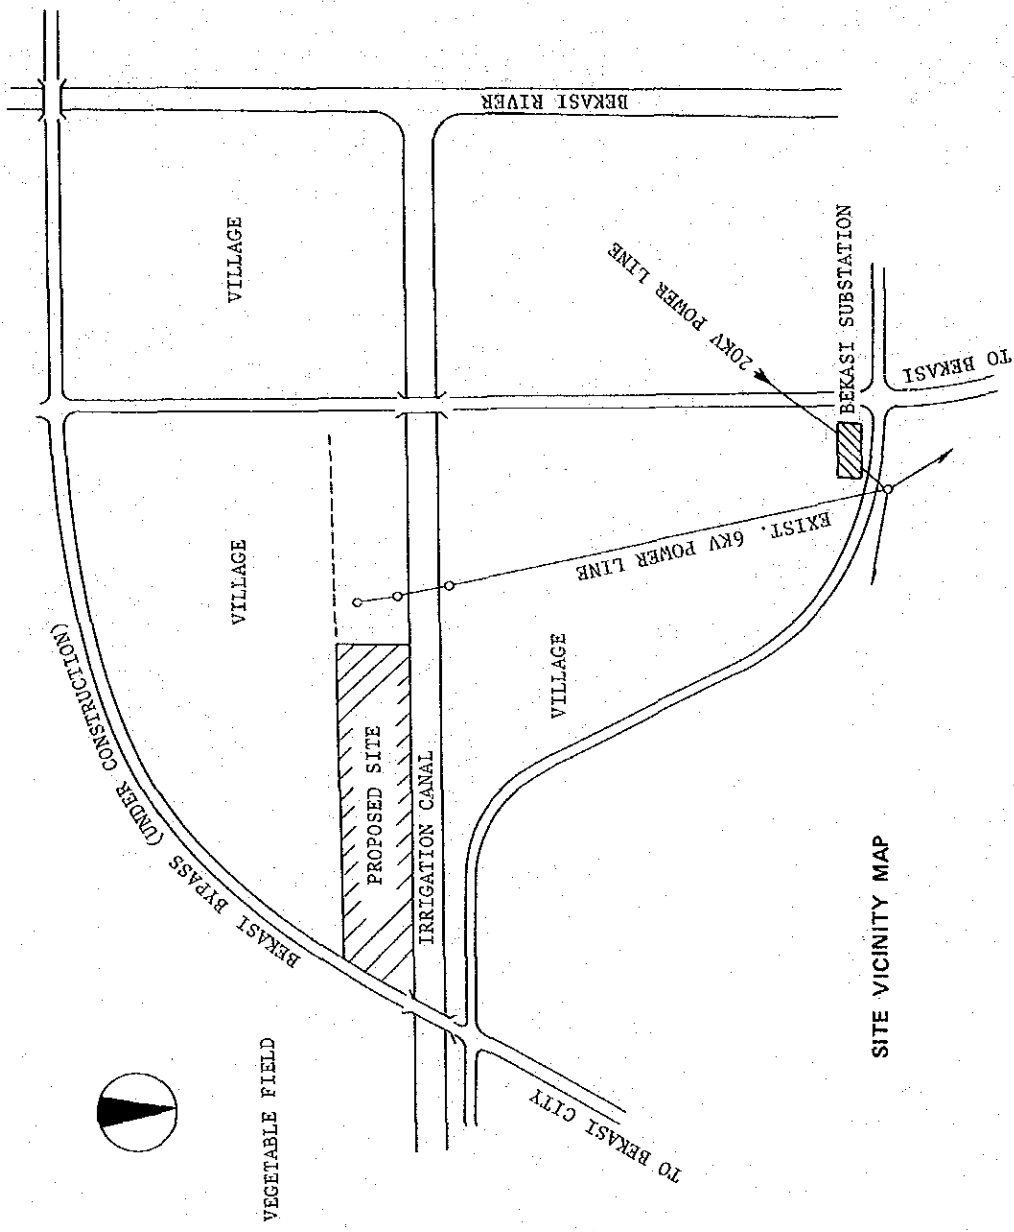 VEGETABLE FIELD
BEKASI BYPASS (UNDER CONSTRUCTION)
VILLAGE
VILLAGE
PROPOSED SITE
IRRIGATION CANAL
BEKASI RIVER
TO BEKASI CITY
VILLAGE
EXIST. 6KV POWER LINE
20KV POWER LINE
BEKASI SUBSTATION
TO BEKASI
SITE VICINITY MAP